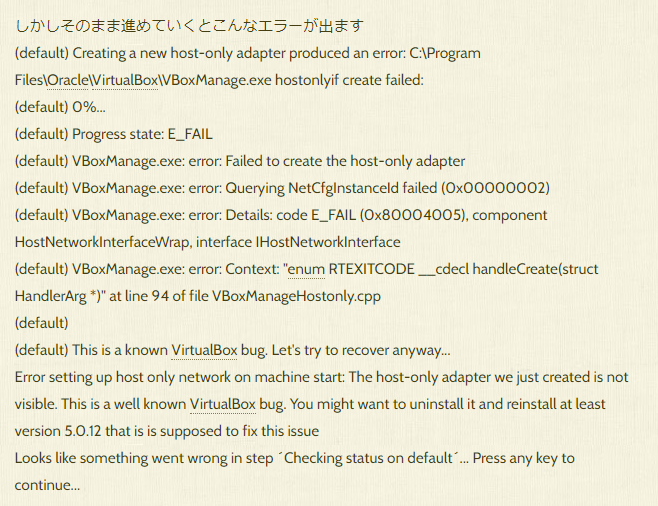 しかしそのまま進めていくとこんなエラーが出ます
(default) Creating a new host-only adapter produced an error: C:\Program
Files\Oracle\VirtualBox\VBoxManage.exe hostonlyif create failed:
(default) 0%...
(default) Progress state: E_FAIL
(default) VBoxManage.exe: error: Failed to create the host-only adapter
(default) VBoxManage.exe: error: Querying NetCfgInstanceId failed (0x00000002)
(default) VBoxManage.exe: error: Details: code E_FAIL (0x80004005), component
HostNetworkInterfaceWrap, interface IHostNetworkInterface
(default) VBoxManage.exe: error: Context: "enum RTEXITCODE __cdecl handleCreate(struct
HandlerArg *)" at line 94 of file VBoxManageHostonly.cpp
(default)
(default) This is a known VirtualBox bug. Let's try to recover anyway...
Error setting up host only network on machine start: The host-only adapter we just created is not
visible. This is a well known VirtualBox bug. You might want to uninstall it and reinstall at least
version 5.0.12 that is is supposed to fix this issue
Looks like something went wrong in step ´Checking status on default´... Press any key to
continue...